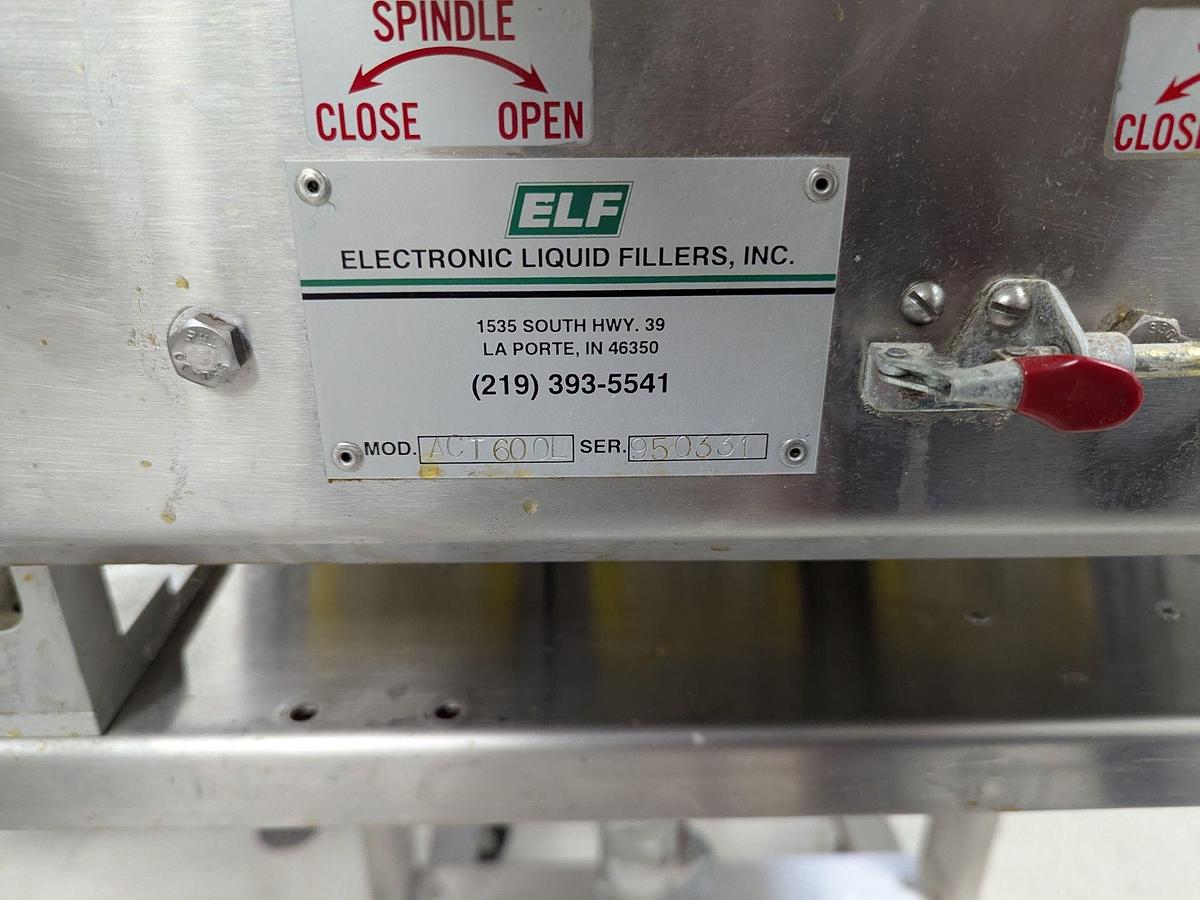 SPINDLE
CLOSE OPEN
ELF
ELECTRONIC LIQUID FILLERS, INC.
1535 SOUTH HWY. 39
LA PORTE, IN 46350
(219) 393-5541
MOD. ACT600L SER. 950331